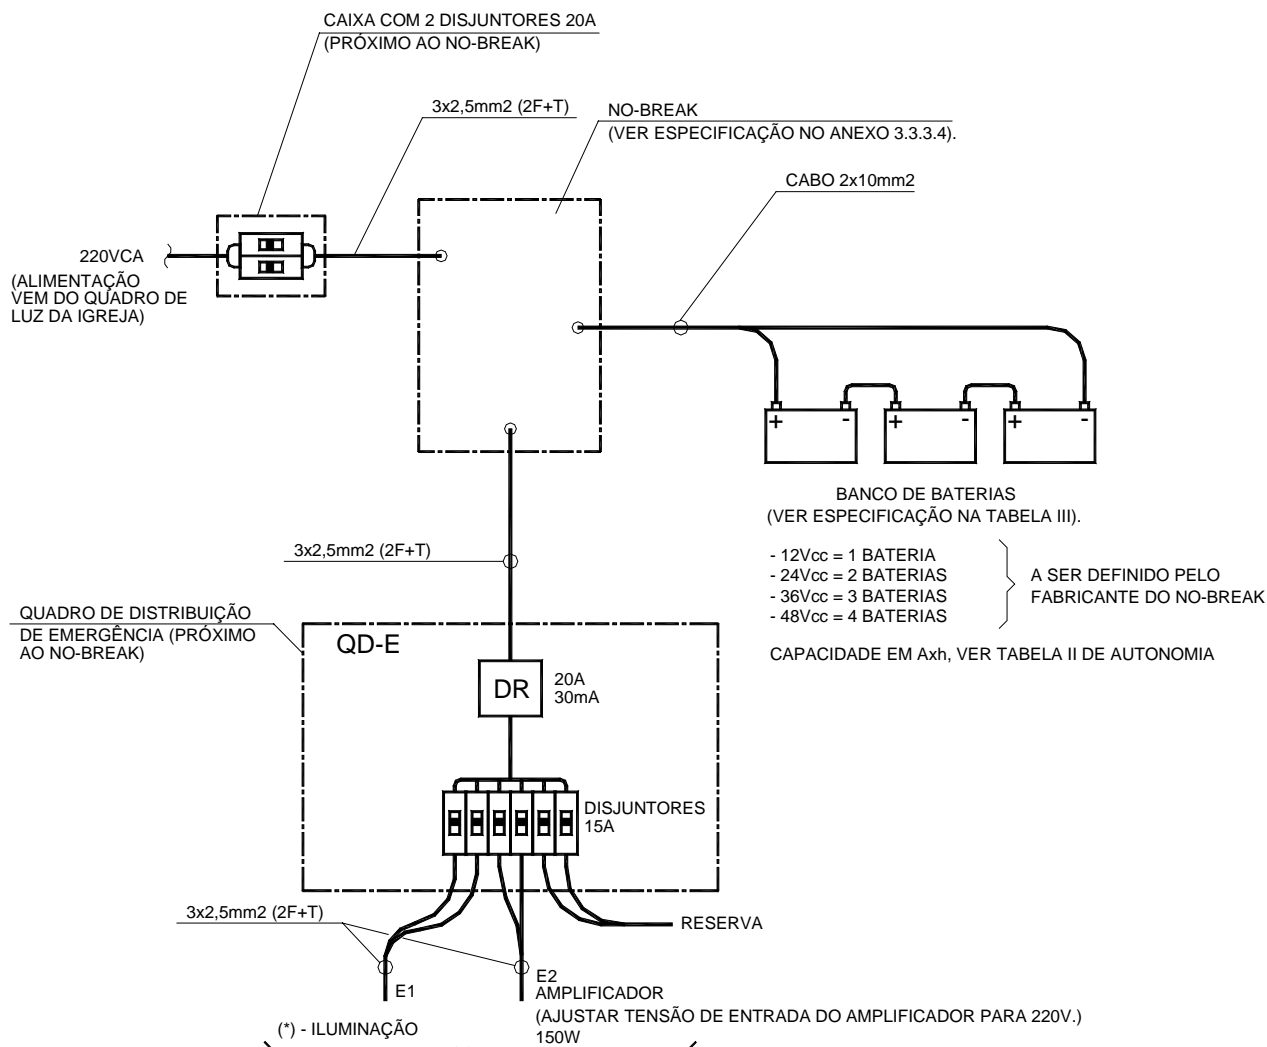 CAIXA COM 2 DISJUNTORES 20A
(PRÓXIMO AO NO-BREAK)
3x2,5mm2 (2F+T)
NO-BREAK
(VER ESPECIFICAÇÃO NO ANEXO 3.3.3.4).
CABO 2x10mm2
220VCA
(ALIMENTAÇÃO
VEM DO QUADRO DE
LUZ DA IGREJA)
+ - + - + -
BANCO DE BATERIAS
(VER ESPECIFICAÇÃO NA TABELA III).
- 12Vcc = 1 BATERIA
- 24Vcc = 2 BATERIAS
- 36Vcc = 3 BATERIAS
- 48Vcc = 4 BATERIAS
A SER DEFINIDO PELO
FABRICANTE DO NO-BREAK
CAPACIDADE EM Axh, VER TABELA II DE AUTONOMIA
3x2,5mm2 (2F+T)
QUADRO DE DISTRIBUIÇÃO
DE EMERGÊNCIA (PRÓXIMO
AO NO-BREAK)
QD-E
DR
20A
30mA
DISJUNTORES
15A
3x2,5mm2 (2F+T)
RESERVA
E1
E2
AMPLIFICADOR
(AJUSTAR TENSÃO DE ENTRADA DO AMPLIFICADOR PARA 220V.)
150W
(*) - ILUMINAÇÃO